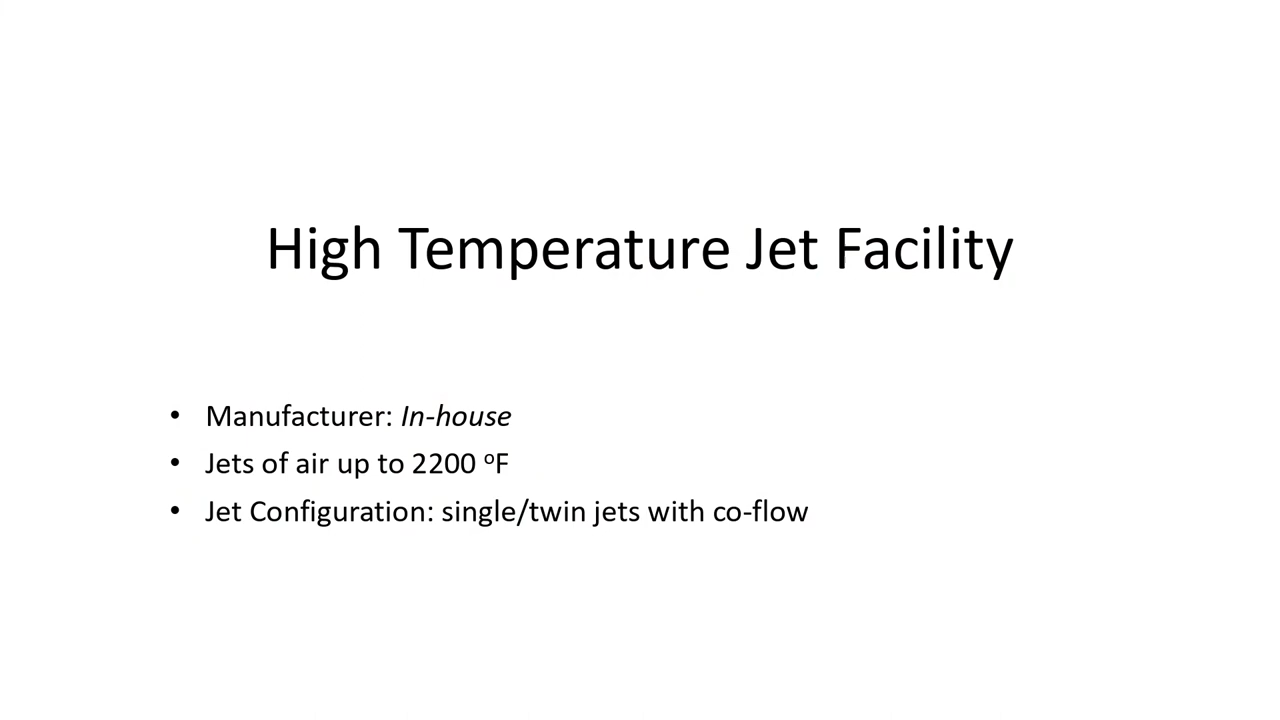 High Temperature Jet Facility
• Manufacturer: In-house
• Jets of air up to 2200 ᵒF
• Jet Configuration: single/twin jets with co-flow